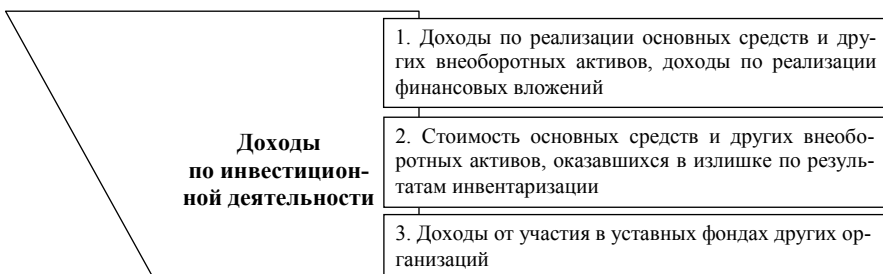 1. Доходы по реализации основных средств и дру-
гих внеоборотных активов, доходы по реализации
финансовых вложений
Доходы
по инвестицион-
ной деятельности
2. Стоимость основных средств и других внеобо-
ротных активов, оказавшихся в излишке по резуль-
татам инвентаризации
3. Доходы от участия в уставных фондах других ор-
ганизаций